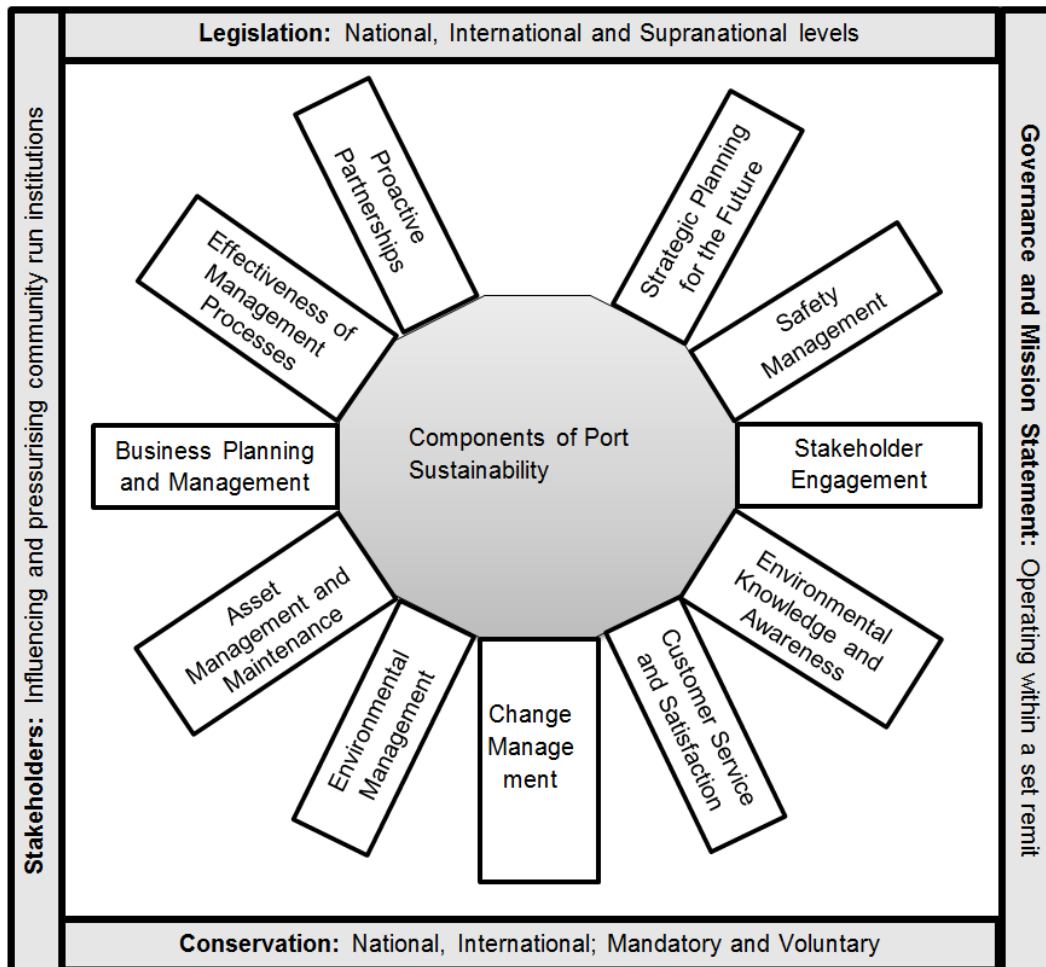 Legislation: National, International and Supranational levels
Stakeholders: Influencing and pressurising community run institutions
Governance and Mission Statement: Operating within a set remit
Proactive
Partnerships
Strategic Planning
for the Future
Effectiveness of
Management
Processes
Safety
Management
Business Planning
and Management
Components of Port
Sustainability
Stakeholder
Engagement
Asset
Management and
Maintenance
Environmental
Knowledge and
Awareness
Environmental
Management
Change
Manage
ment
Customer Service
and Satisfaction
Conservation: National, International; Mandatory and Voluntary